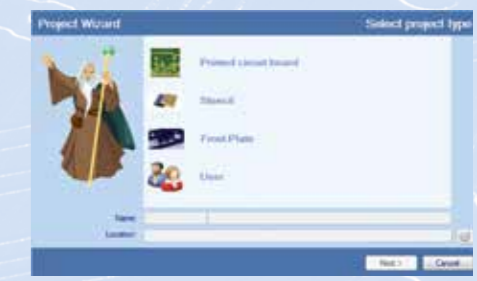 Project Wizard
Select project type
Printed circuit board
Stencil
Front Plate
User
Name
Location
Next >
Cancel